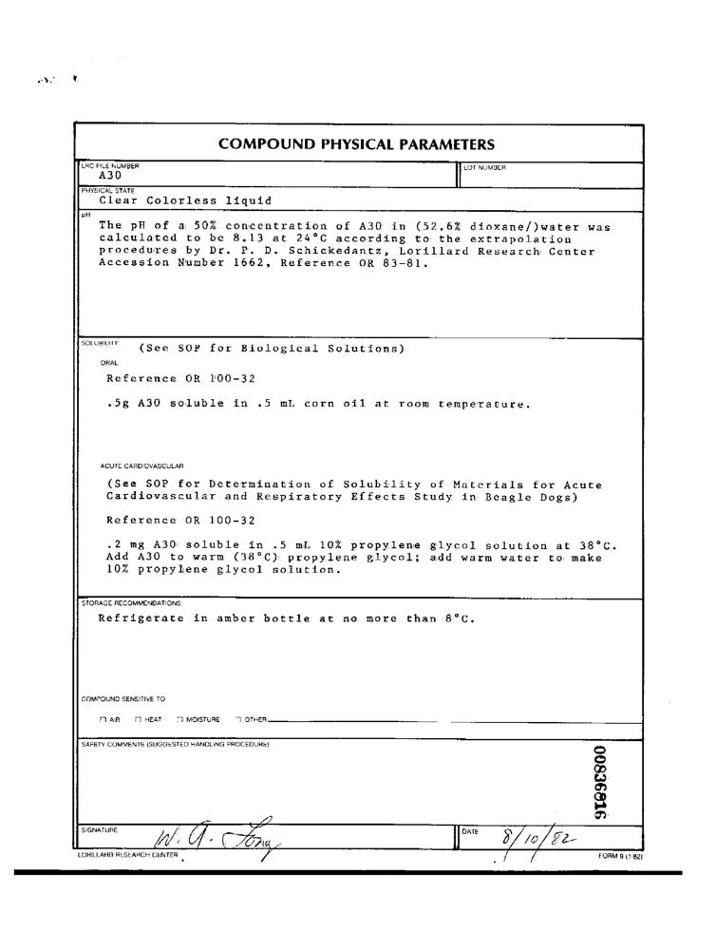 COMPOUND PHYSICAL PARAMETERS
LRC FILE NUMBER
A30
LOT NUMBER
PHYSICAL STATE
Clear Colorless liquid
pH
The pH of a 50% concentration of A30 in (52.6% dioxane/)water was
calculated to be 8.13 at 24°C according to the extrapolation
procedures by Dr. P. D. Schickedantz, Lorillard Research Center
Accession Number 1662, Reference OR 83-81.
SOLUBILITY
(See SOP for Biological Solutions)
ORAL
Reference OR 100-32
.5g A30 soluble in .5 mL corn oil at room temperature.
ACUTE CARDIOVASCULAR
(See SOP for Determination of Solubility of Materials for Acute
Cardiovascular and Respiratory Effects Study in Beagle Dogs)
Reference OR 100-32
.2 mg A30 soluble in .5 mL 10% propylene glycol solution at 38°C.
Add A30 to warm (38°C) propylene glycol; add warm water to make
10% propylene glycol solution.
STORAGE RECOMMENDATIONS:
Refrigerate in amber bottle at no more than 8°C.
COMPOUND SENSITIVE TO
AIR HEAT MOISTURE OTHER
SAFETY COMMENTS (SUGGESTED HANDLING PROCEDURE)
00836816
SIGNATURE
W. A. Fong
DATE
8/10/82
LORILLARD RESEARCH CENTER
FORM 9 (1 82)